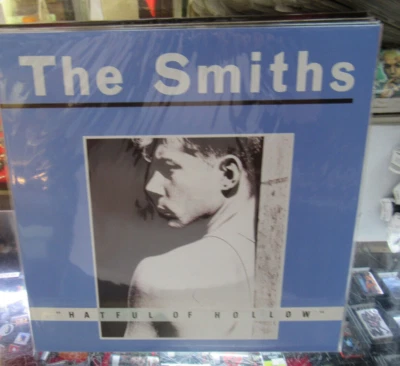 The Smiths
"HATFUL OF HOLLOW"